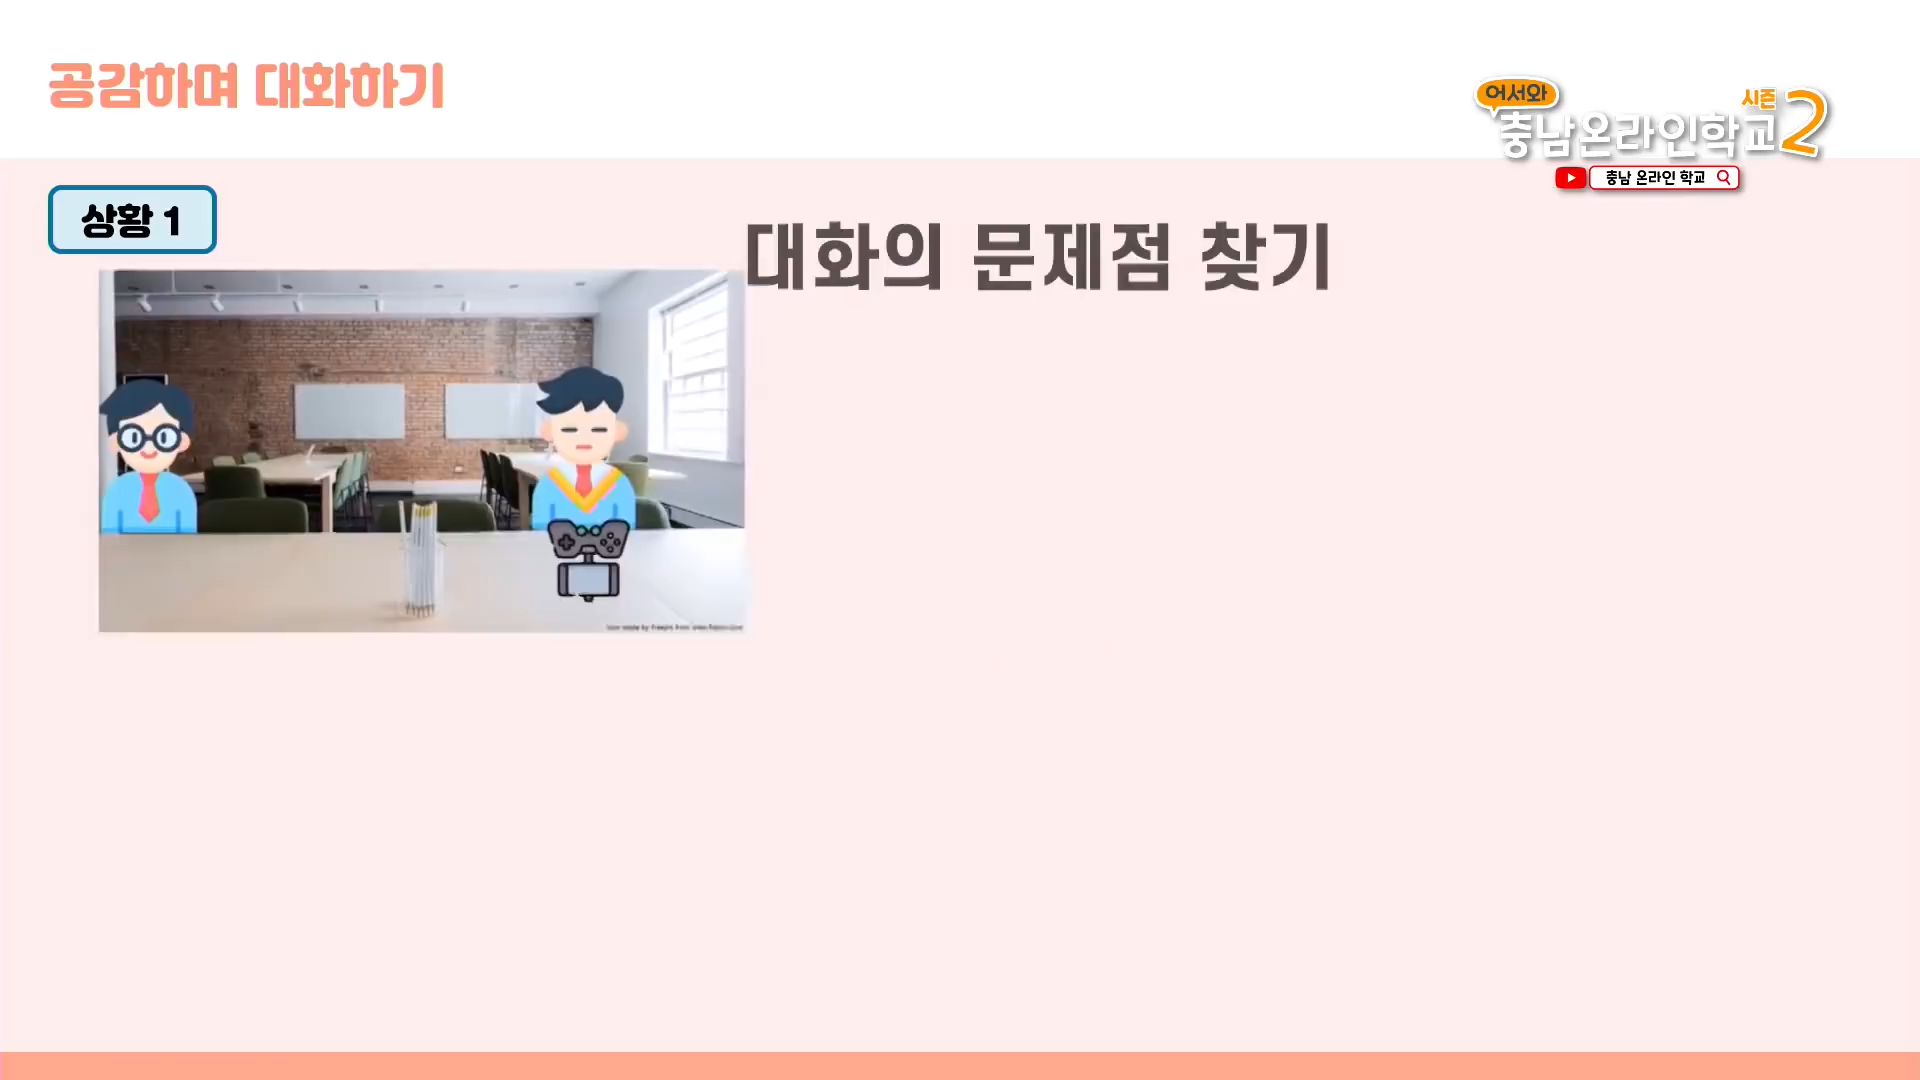 공감하며 대화하기
어서와
시즌
충남온라인학교2
충남 온라인 학교
상황 1
대화의 문제점 찾기